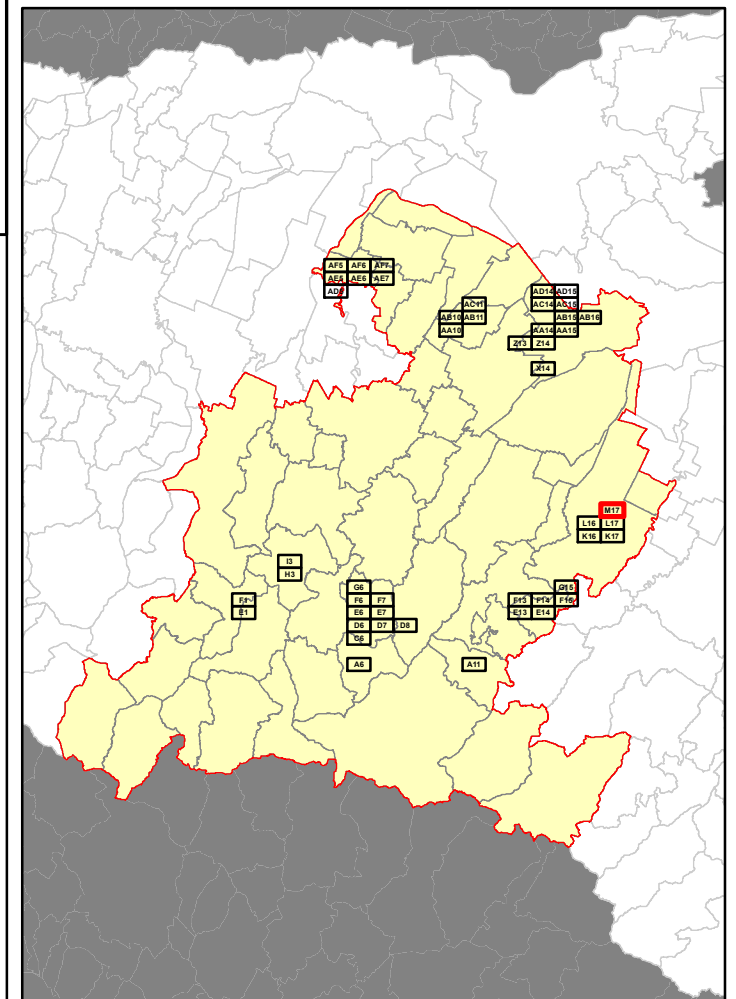 AF5 AF6 AF7
AE5 AE6 AE7
AD14 AD15
AC11 AC14 AC15
AB10 AB11 AB15 AB16
AA10 AA14 AA15
Z13 Z14
X14
M17
L16 L17
K16 K17
I3
H3
G6 G15
F1 F6 F7 F13 F14 F15
E1 E6 E7 E13 E14
D6 D7 D8
C6
A6 A11